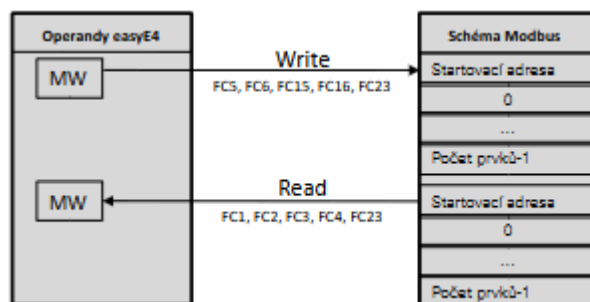 Operandy easyE4
MW
Write
FC5, FC6, FC15, FC16, FC23
MW
Read
FC1, FC2, FC3, FC4, FC23
Schéma Modbus
Startovací adresa
0
...
Počet prvků-1
Startovací adresa
0
...
Počet prvků-1